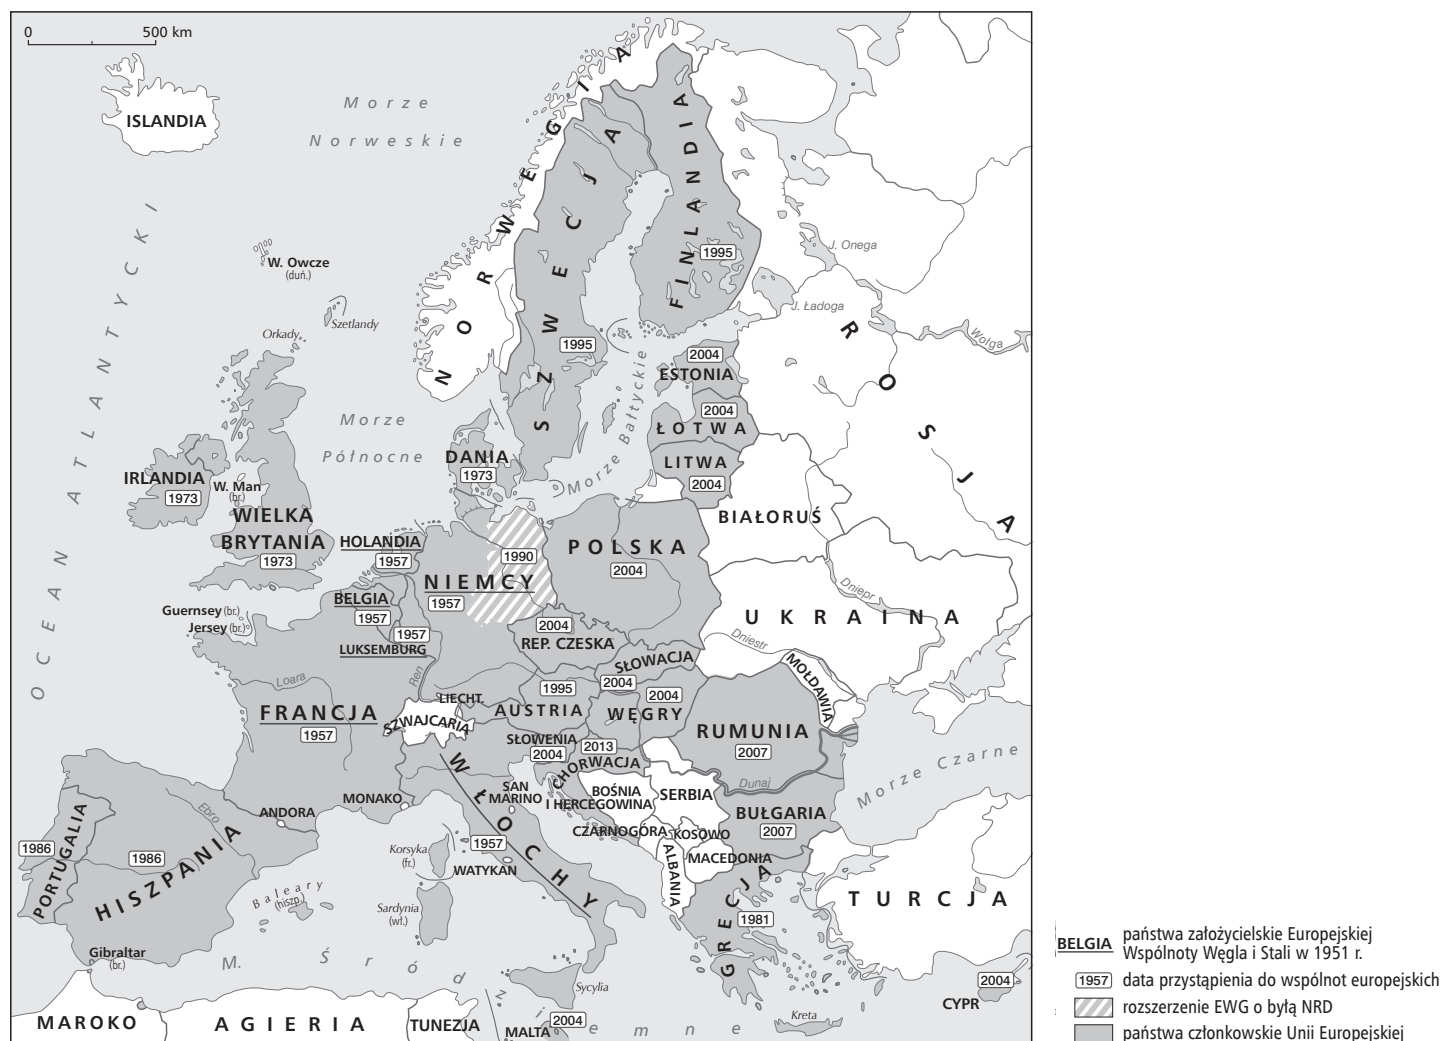 0 500 km
ISLANDIA
Morze
Norweskie
NORWEGIA
SZWECJA
1995
FINLANDIA
1995
J. Onega
J. Ładoga
Wołga
ROSJA
OCEAN ATLANTYCKI
W. Owcze
(duń.)
Szetlandy
Orkady
Morze
Północne
Morze Bałtyckie
2004
ESTONIA
2004
ŁOTWA
LITWA
2004
DANIA
1973
IRLANDIA
1973
W. Man
(br.)
WIELKA
BRYTANIA
1973
HOLANDIA
1957
BELGIA
1957
1957
LUKSEMBURG
NIEMCY
1957
1990
POLSKA
2004
BIAŁORUŚ
UKRAINA
Dniepr
Dniestr
MOŁDAWIA
Guernsey (br.)
Jersey (br.)
2004
REP. CZESKA
SŁOWACJA
2004
Loara
Ren
FRANCJA
1957
LIECHT.
SZWAJCARIA
1995
AUSTRIA
2004
WĘGRY
RUMUNIA
2007
SŁOWENIA
2004
2013
CHORWACJA
Dunaj
Morze Czarne
WŁOCHY
1957
SAN
MARINO
MONAKO
ANDORA
WATYKAN
BOŚNIA
I HERCEGOWINA
SERBIA
BUŁGARIA
2007
CZARNOGÓRA
KOSOWO
MACEDONIA
ALBANIA
GRECJA
1981
TURCJA
Ebro
PORTUGALIA
1986
HISZPANIA
1986
Korsyka
(fr.)
Baleary
(hiszp.)
Sardynia
(wł.)
Gibraltar
(br.)
M. Śródziemne
Sycylia
Kreta
2004
CYPR
MAROKO
AGIERIA
TUNEZJA
MALTA
2004
BELGIA państwa założycielskie Europejskiej
Wspólnoty Węgla i Stali w 1951 r.
1957 data przystąpienia do wspólnot europejskich
rozszerzenie EWG o byłą NRD
państwa członkowskie Unii Europejskiej